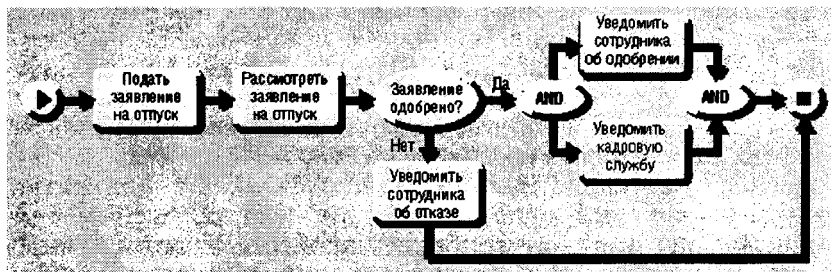 Подать
заявление
на отпуск
Рассмотреть
заявление
на отпуск
Заявление
одобрено?
Да
Нет
AND
Уведомить
сотрудника
об одобрении
Уведомить
кадровую
службу
AND
Уведомить
сотрудника
об отказе